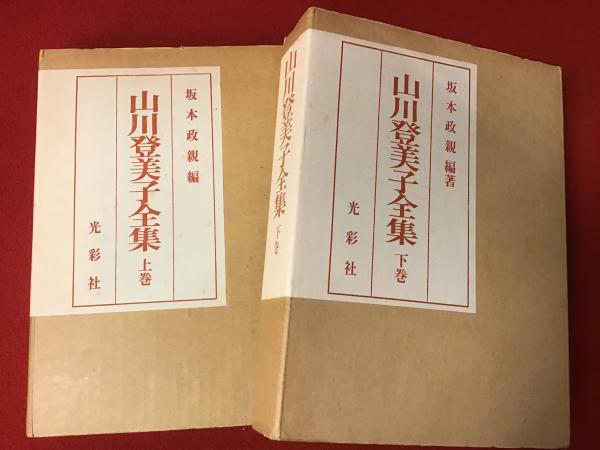 坂本政親編
山川登美子全集 上巻
光彩社
山川登美子全集 下巻
坂本政親編著
山川登美子全集 下巻
光彩社